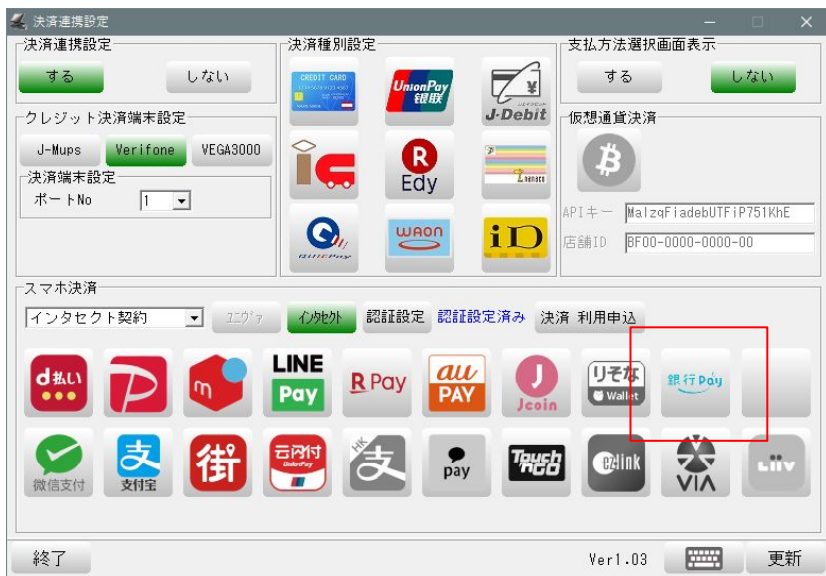 決済連携設定
決済連携設定
する
しない
クレジット決済端末設定
J-Mups
Verifone
VEGA3000
決済端末設定
ポートNo
1
決済種別設定
CREDIT CARD
UnionPay
银联
J-Debit
R
Edy
nanaco
QUICPay
WAON
iD
支払方法選択画面表示
する
しない
仮想通貨決済
APIキー
MalzqFiadebUTFiP751KhE
店舗ID
BF00-0000-0000-00
スマホ決済
インタセクト契約
ユニヴァ
インタセクト
認証設定
認証設定済み
決済 利用申込
d払い
m
LINE
Pay
R Pay
au
PAY
J
Jcoin
りそな
Wallet
銀行Pay
微信支付
支
支付宝
街
云闪付
UnionPay
HK
支
pay
Touch
nGO
ezlink
VIA
Liiv
終了
Ver1.03
更新